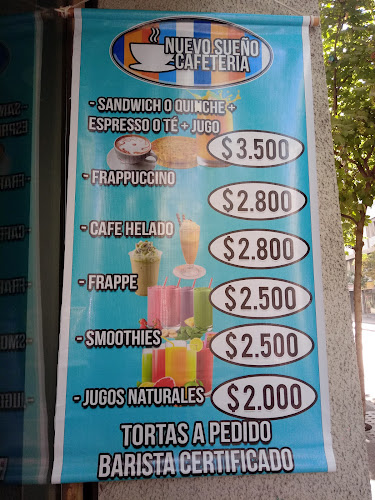 NUEVO SUEÑO
CAFETERIA
- SANDWICH O QUINCHE +
ESPRESSO O TÉ + JUGO
$3.500
- FRAPPUCCINO
$2.800
- CAFE HELADO
$2.800
- FRAPPE
$2.500
- SMOOTHIES
$2.500
- JUGOS NATURALES
$2.000
TORTAS A PEDIDO
BARISTA CERTIFICADO